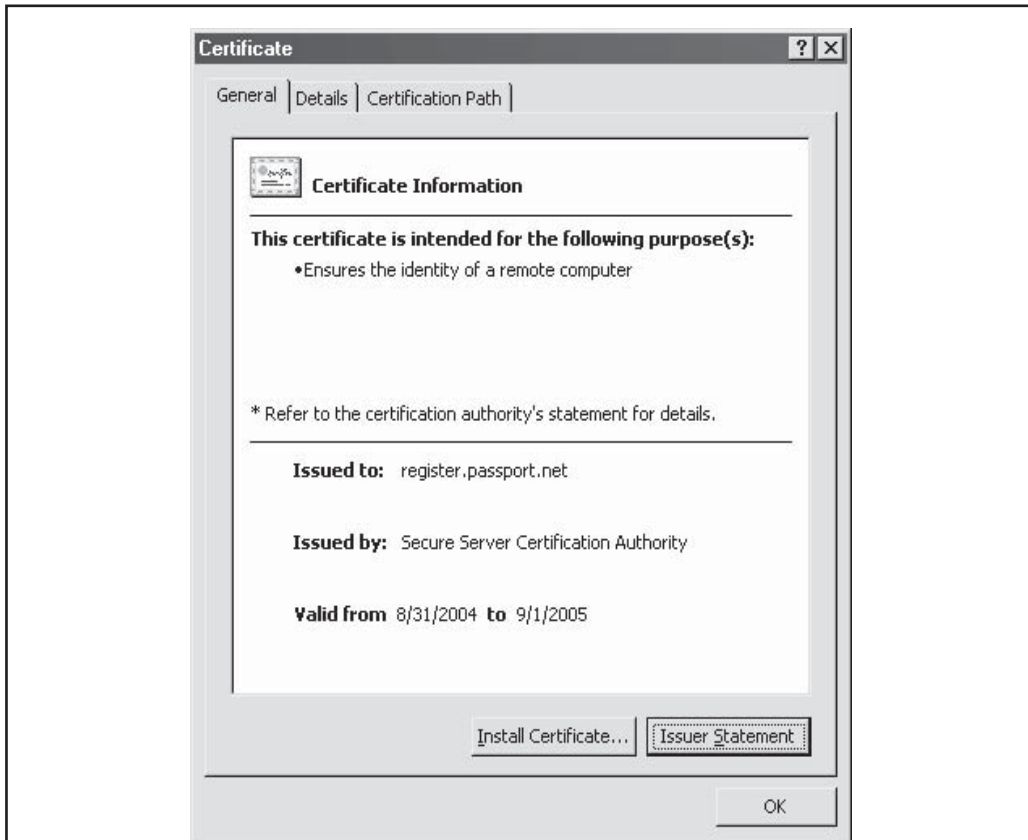 Certificate
General Details Certification Path
Certificate Information
This certificate is intended for the following purpose(s):
•Ensures the identity of a remote computer
* Refer to the certification authority's statement for details.
Issued to: register.passport.net
Issued by: Secure Server Certification Authority
Valid from 8/31/2004 to 9/1/2005
Install Certificate... Issuer Statement
OK